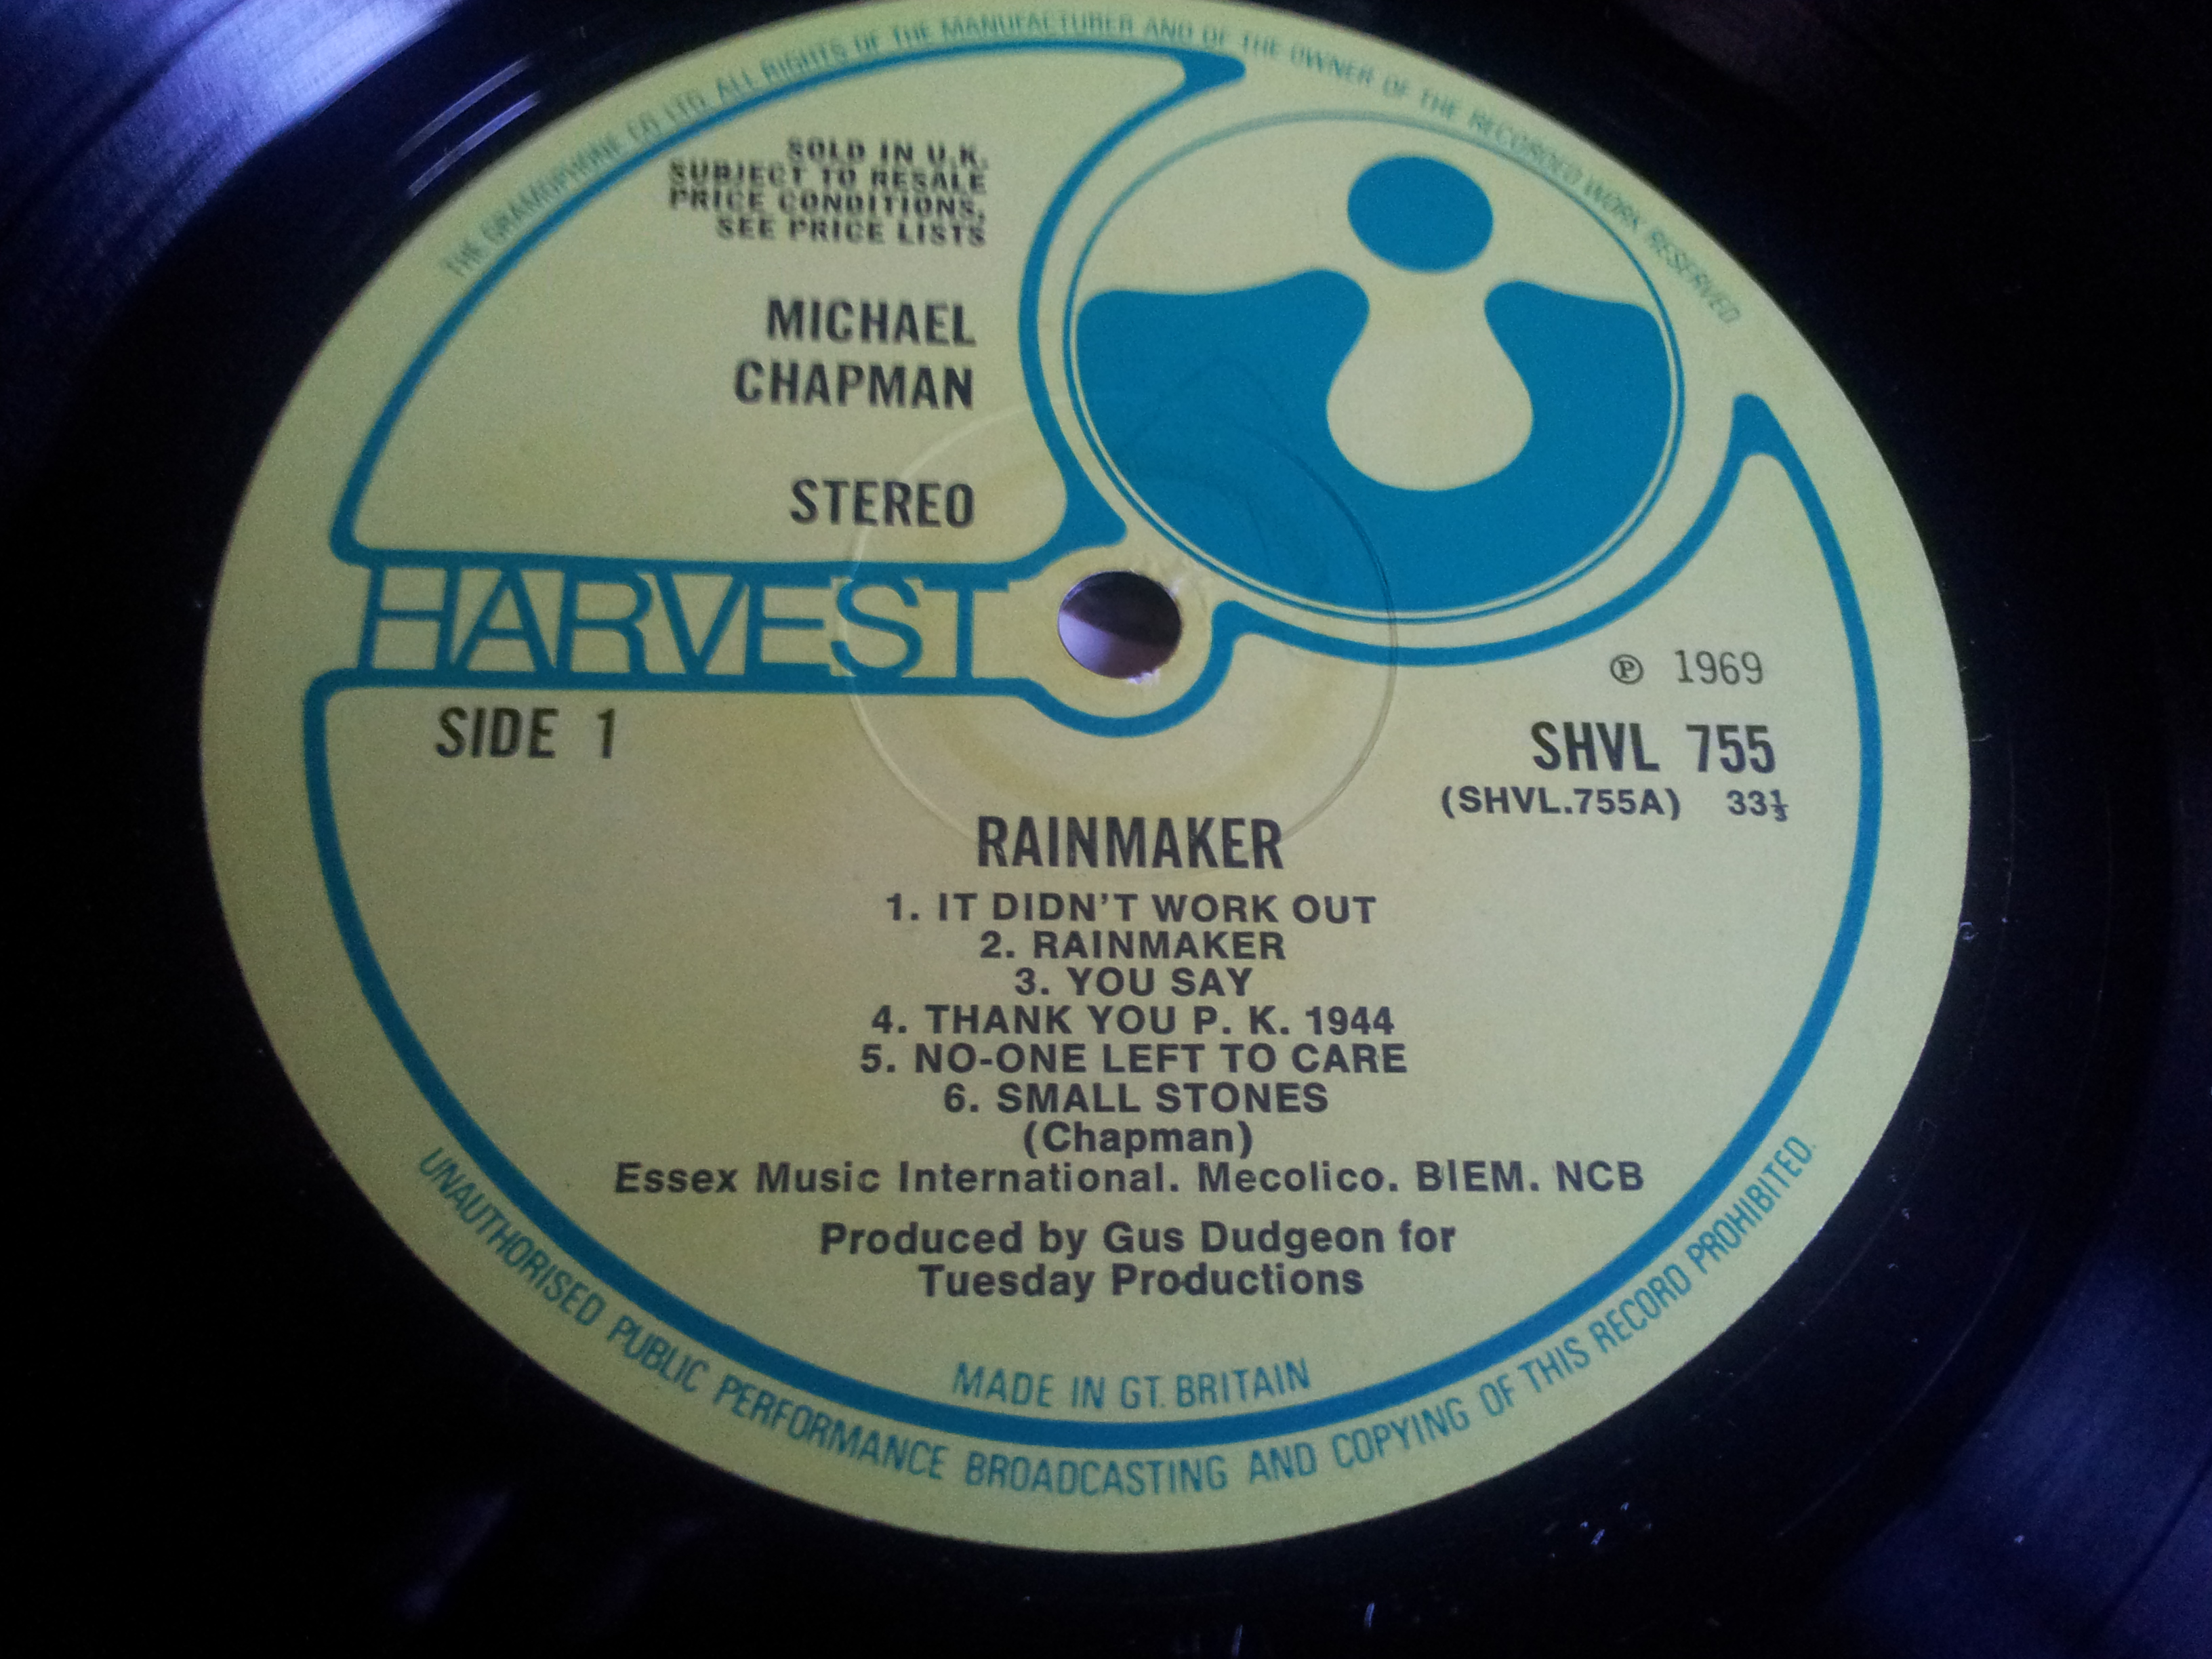 THE GRAMOPHONE CO LTD. ALL RIGHTS OF THE MANUFACTURER AND OF THE OWNER OF THE RECORDED WORK RESERVED
SOLD IN U.K.
SUBJECT TO RESALE
PRICE CONDITIONS,
SEE PRICE LISTS
MICHAEL
CHAPMAN
STEREO
HARVEST
SIDE 1
℗ 1969
SHVL 755
(SHVL.755A) 33⅓
RAINMAKER
1. IT DIDN'T WORK OUT
2. RAINMAKER
3. YOU SAY
4. THANK YOU P. K. 1944
5. NO-ONE LEFT TO CARE
6. SMALL STONES
(Chapman)
Essex Music International. Mecolico. BIEM. NCB
Produced by Gus Dudgeon for
Tuesday Productions
MADE IN GT. BRITAIN
UNAUTHORISED PUBLIC PERFORMANCE BROADCASTING AND COPYING OF THIS RECORD PROHIBITED.